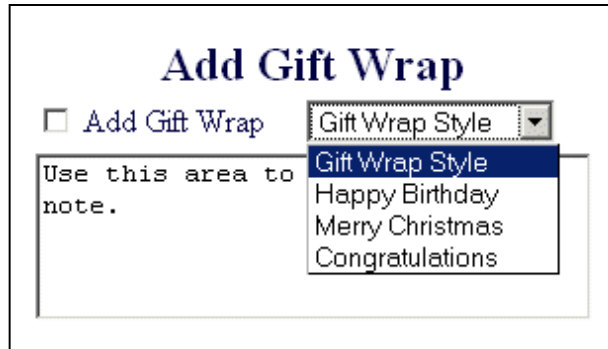 Add Gift Wrap
Add Gift Wrap Gift Wrap Style
Use this area to
note.
Gift Wrap Style
Happy Birthday
Merry Christmas
Congratulations